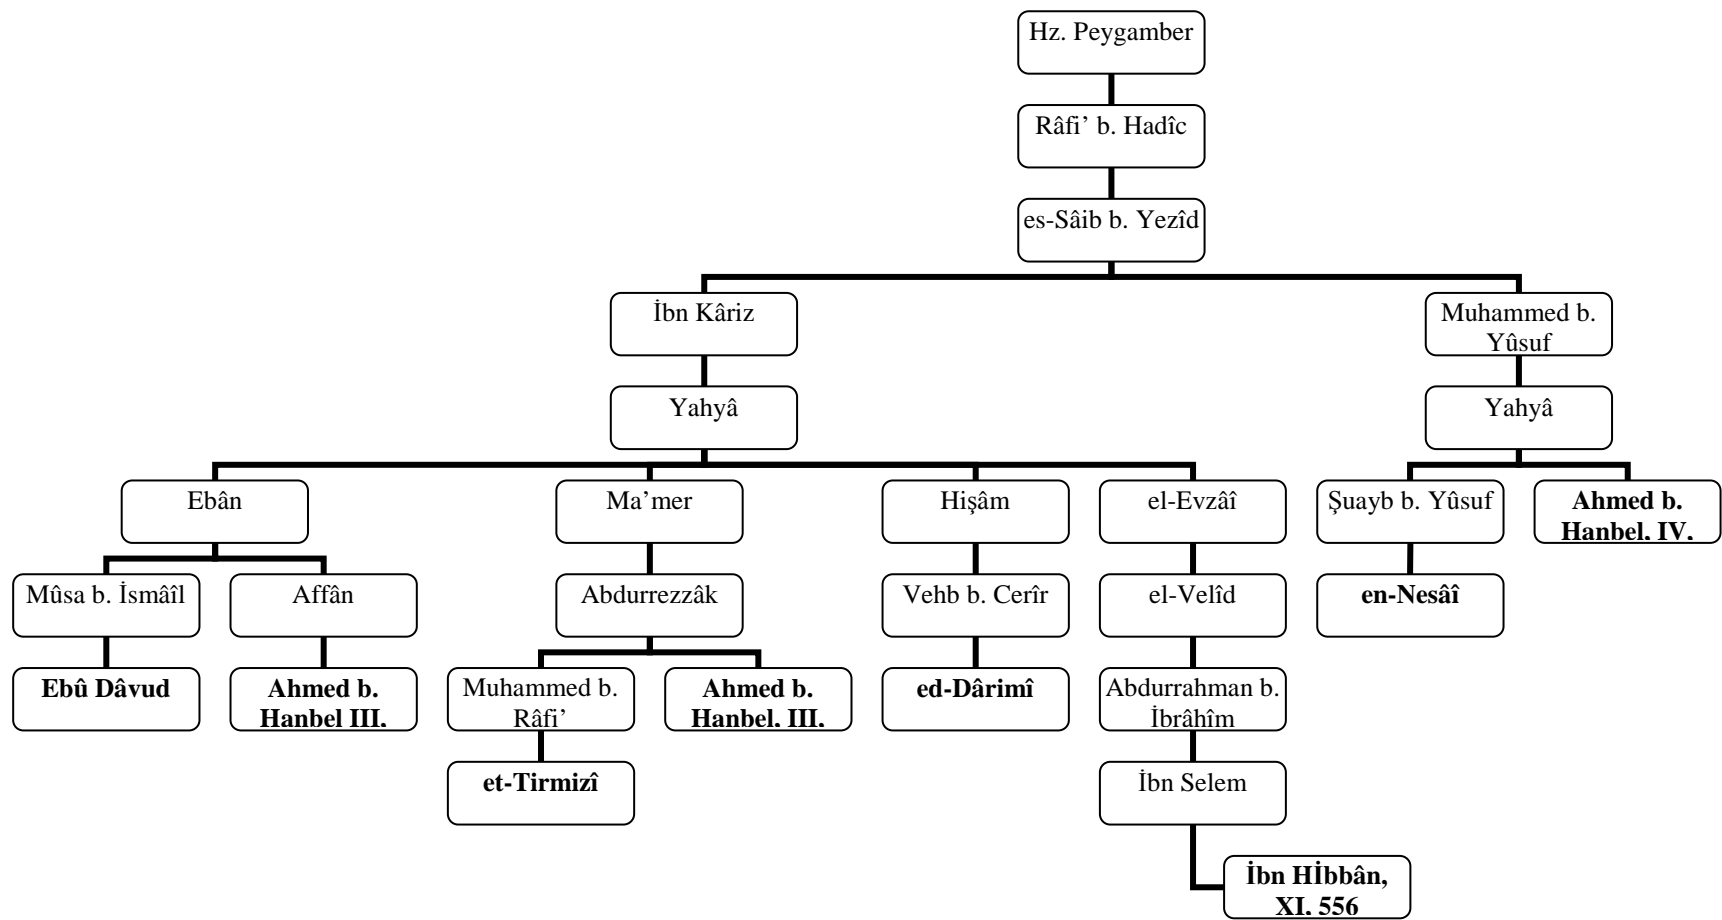 Hz. Peygamber
Râfi’ b. Hadîc
es-Sâib b. Yezîd
İbn Kâriz
Muhammed b.
Yûsuf
Yahyâ
Yahyâ
Ebân
Ma’mer
Hişâm
el-Evzâî
Şuayb b. Yûsuf
Ahmed b.
Hanbel, IV,
Mûsa b. İsmâîl
Affân
Abdurrezzâk
Vehb b. Cerîr
el-Velîd
en-Nesâî
Ebû Dâvud
Ahmed b.
Hanbel III,
Muhammed b.
Râfi’
Ahmed b.
Hanbel, III,
ed-Dârimî
Abdurrahman b.
İbrâhîm
et-Tirmizî
İbn Selem
İbn Hİbbân,
XI, 556